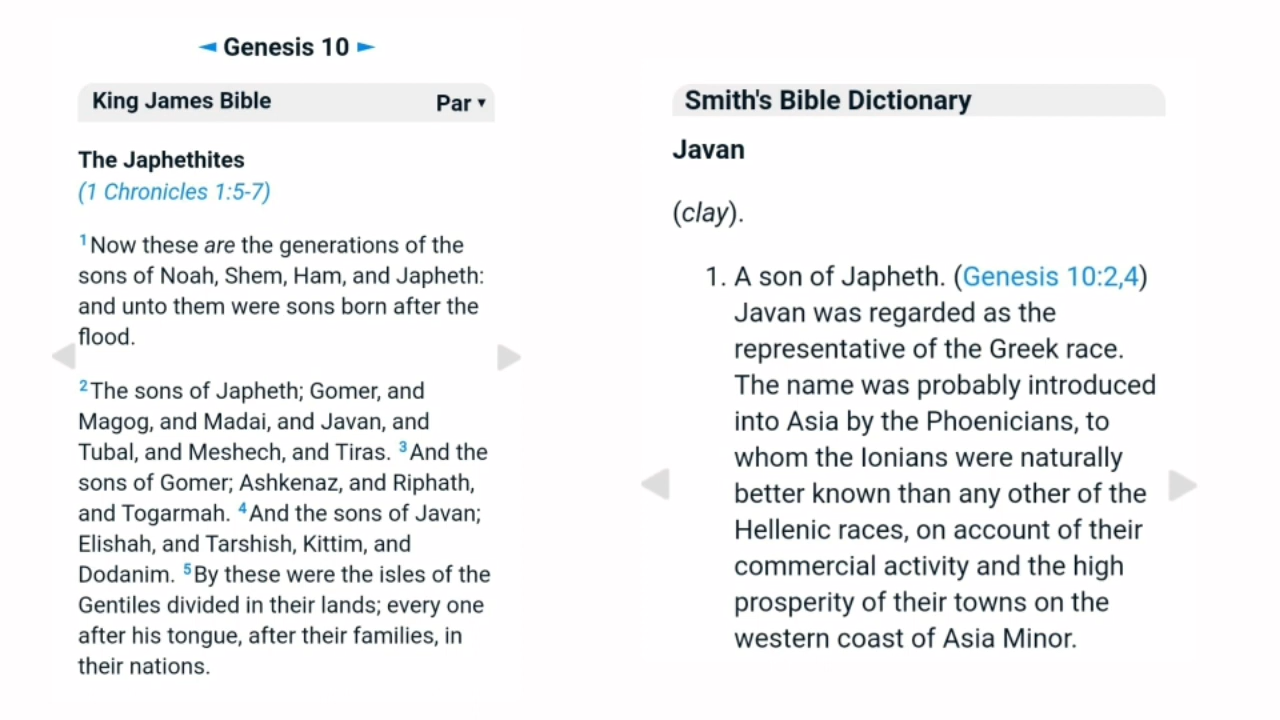 ◄ Genesis 10 ►
King James Bible Par ▾
The Japhethites
(1 Chronicles 1:5-7)
1 Now these are the generations of the
sons of Noah, Shem, Ham, and Japheth:
and unto them were sons born after the
flood.
2 The sons of Japheth; Gomer, and
Magog, and Madai, and Javan, and
Tubal, and Meshech, and Tiras. 3 And the
sons of Gomer; Ashkenaz, and Riphath,
and Togarmah. 4 And the sons of Javan;
Elishah, and Tarshish, Kittim, and
Dodanim. 5 By these were the isles of the
Gentiles divided in their lands; every one
after his tongue, after their families, in
their nations.
Smith's Bible Dictionary
Javan
(clay).
1. A son of Japheth. (Genesis 10:2,4)
Javan was regarded as the
representative of the Greek race.
The name was probably introduced
into Asia by the Phoenicians, to
whom the Ionians were naturally
better known than any other of the
Hellenic races, on account of their
commercial activity and the high
prosperity of their towns on the
western coast of Asia Minor.